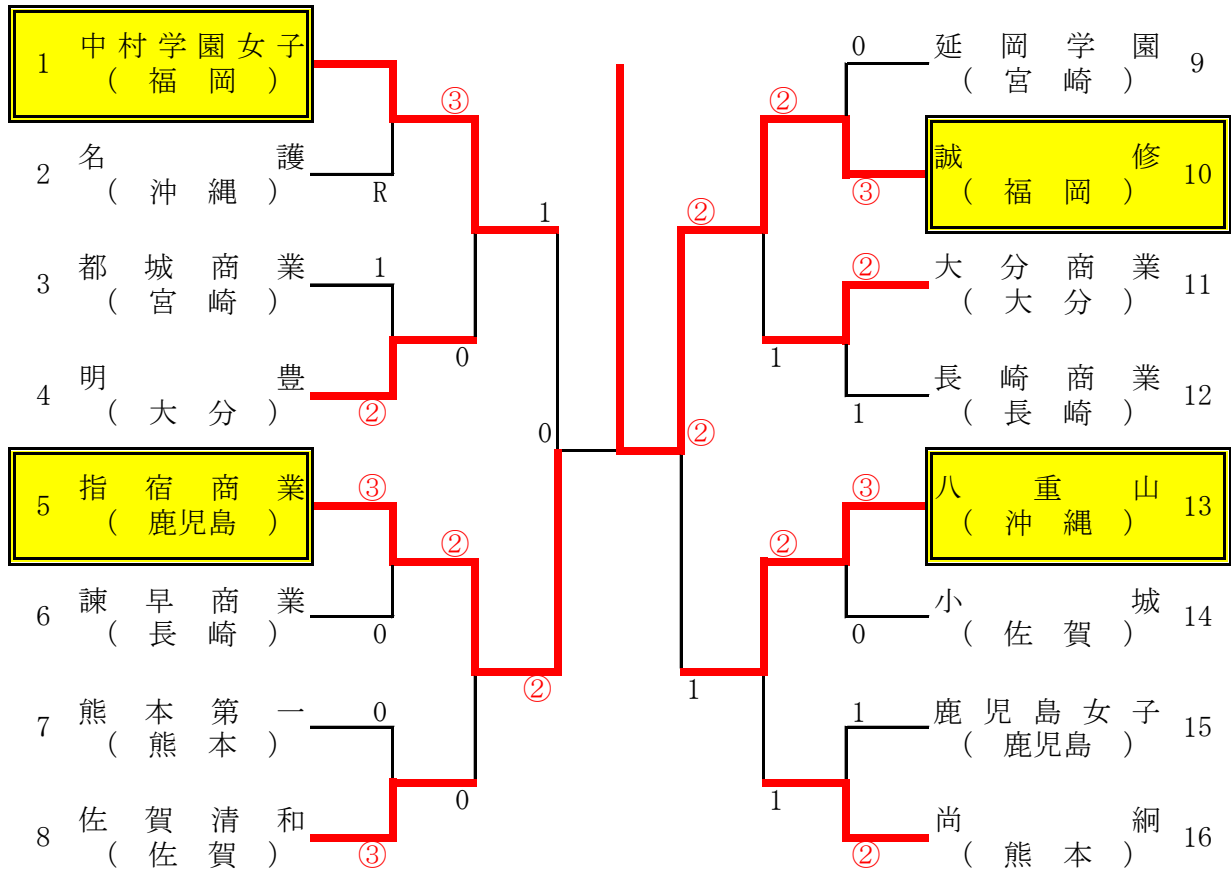 1 中村学園女子
(福岡)
2 名護
(沖縄)
R
3 都城商業
(宮崎)
1
4 明豊
(大分)
②
③
0
1
5 指宿商業
(鹿児島)
③
6 諫早商業
(長崎)
0
7 熊本第一
(熊本)
0
8 佐賀清和
(佐賀)
③
②
0
②
0
②
0
延岡学園
(宮崎)
9
誠修
(福岡)
10
③
②
大分商業
(大分)
11
長崎商業
(長崎)
12
1
②
1
②
③
八重山
(沖縄)
13
小城
(佐賀)
14
0
1
鹿児島女子
(鹿児島)
15
尚絅
(熊本)
16
②
②
1
1